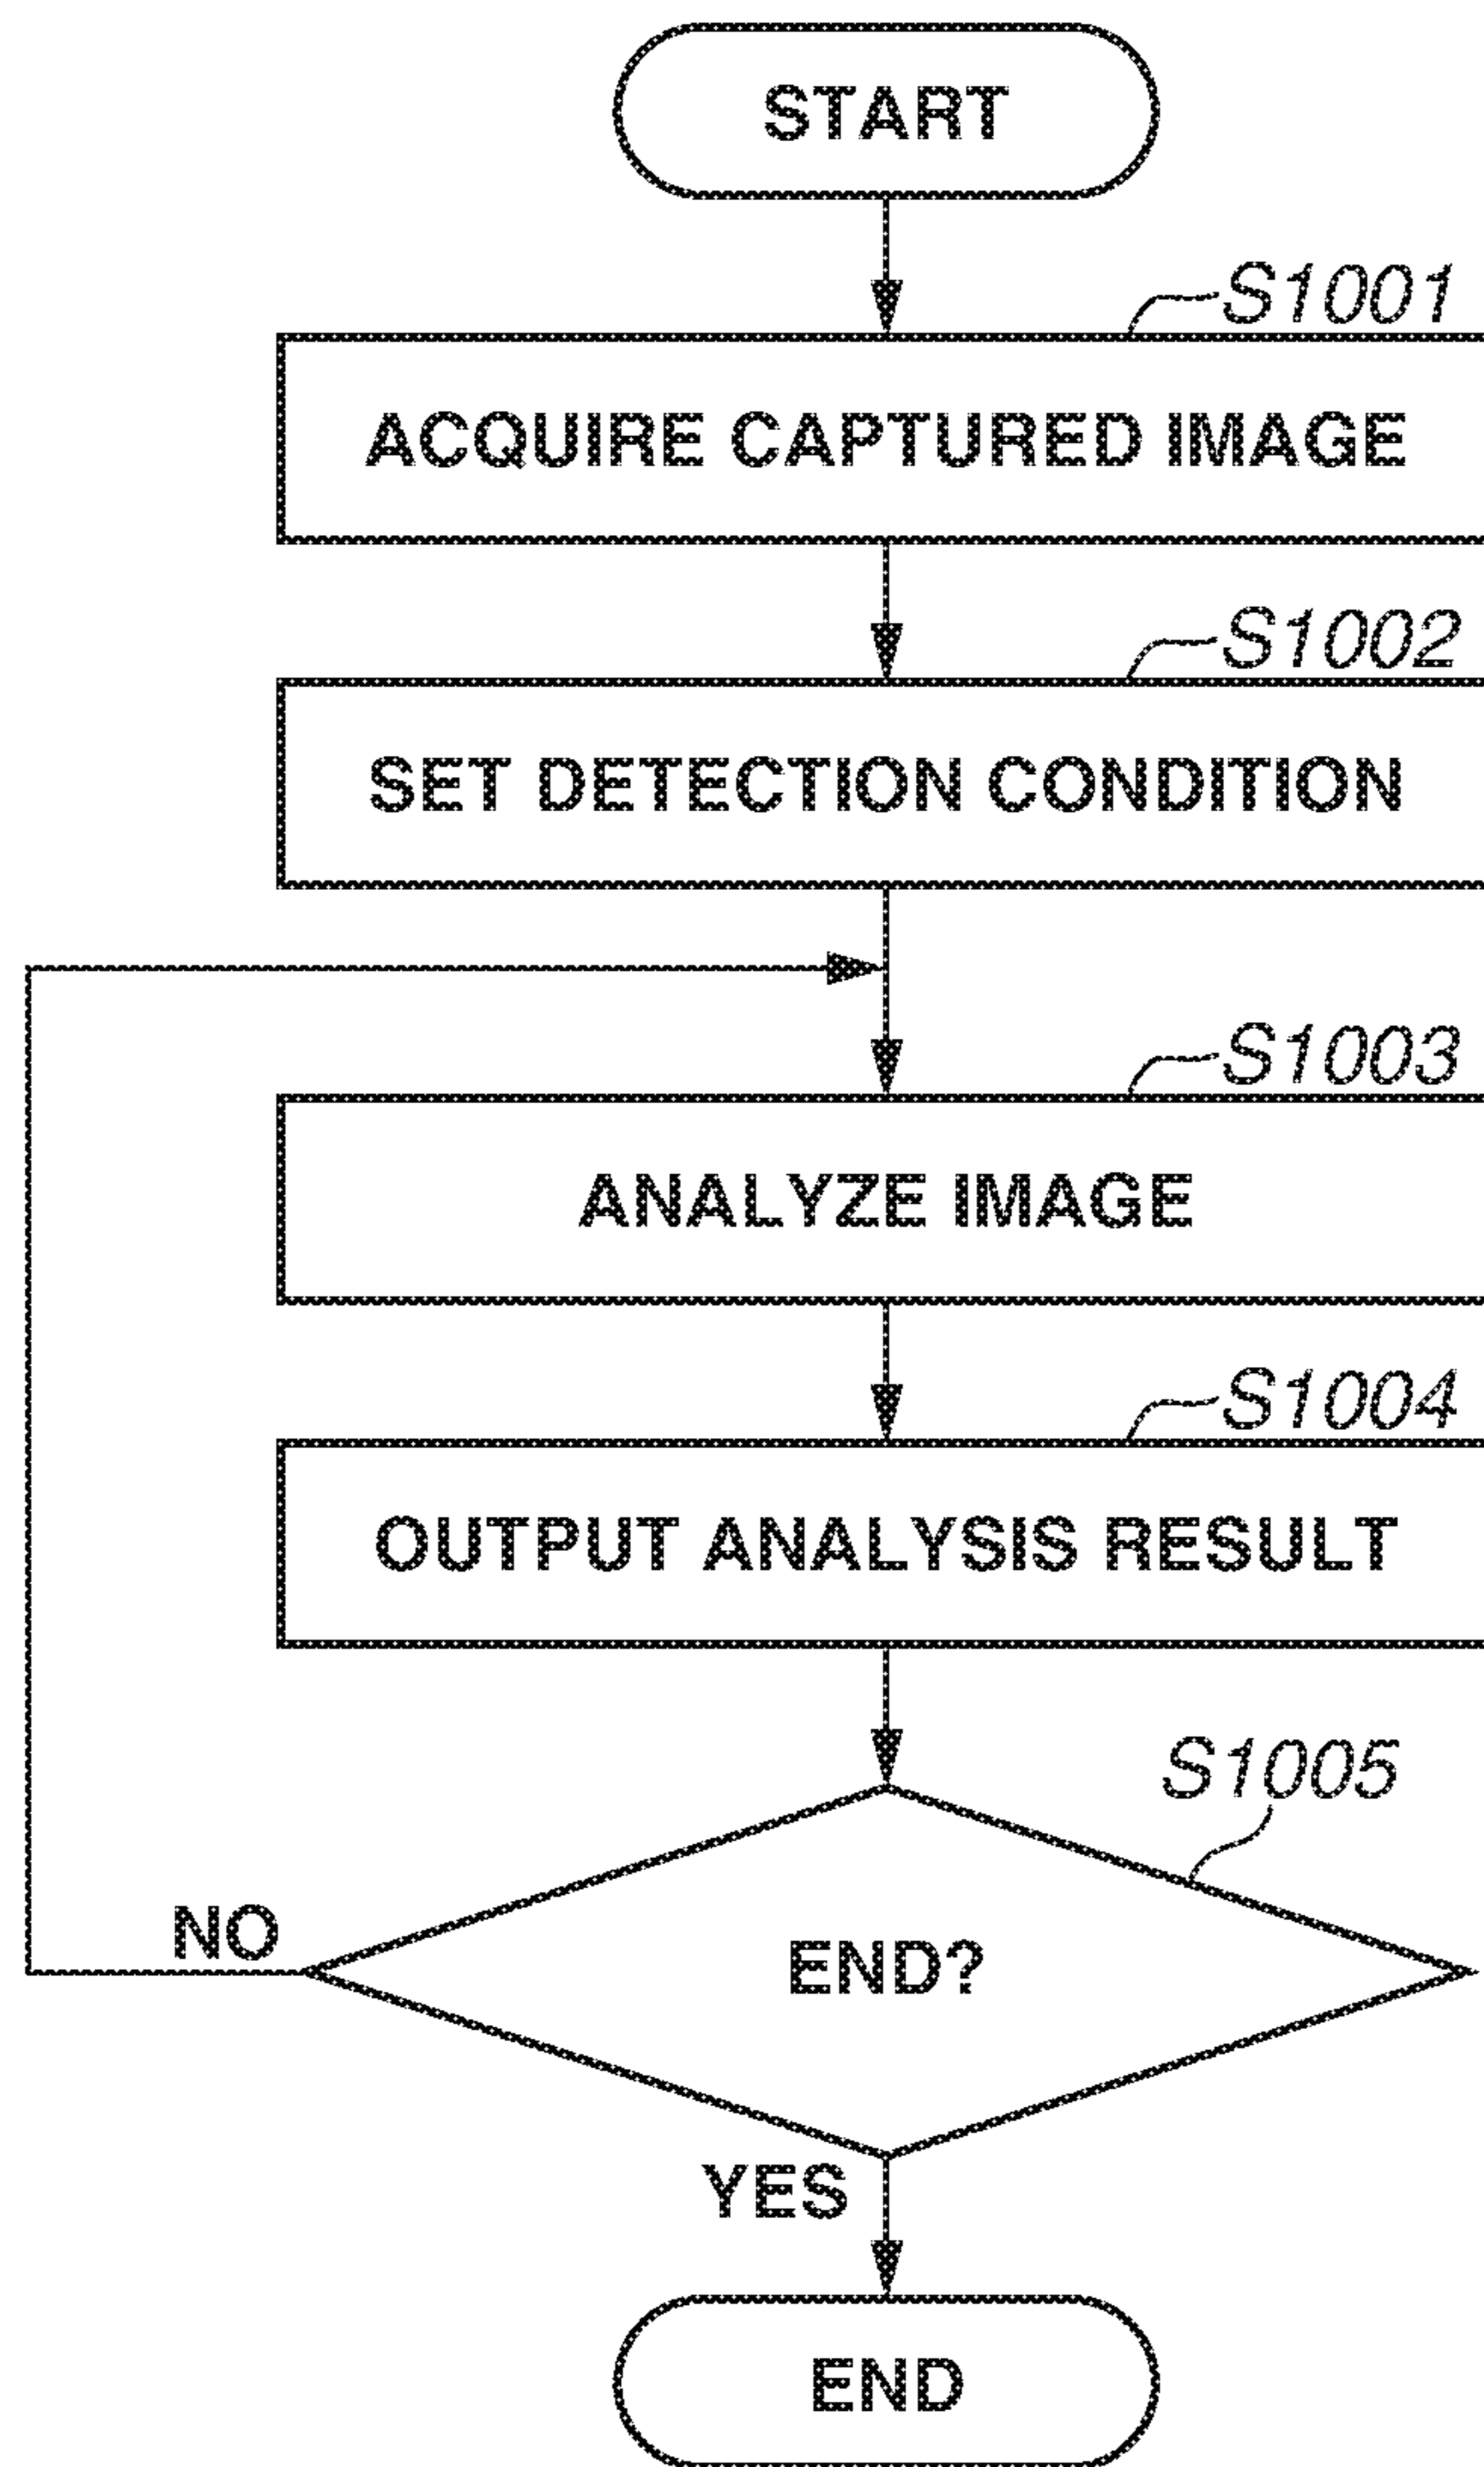 START
S1001
ACQUIRE CAPTURED IMAGE
S1002
SET DETECTION CONDITION
S1003
ANALYZE IMAGE
S1004
OUTPUT ANALYSIS RESULT
S1005
NO
END?
YES
END